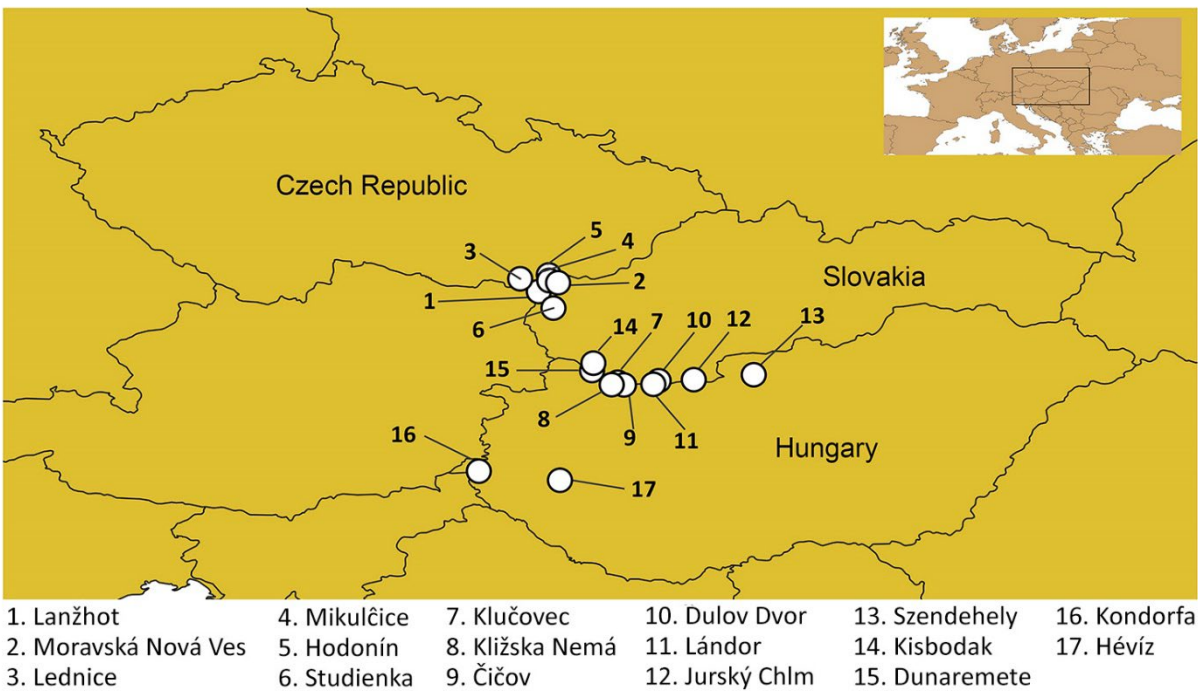 Czech Republic
5
4
3
Slovakia
2
1
6
14
7
10
12
13
15
8
9
11
16
Hungary
17
1. Lanžhot
2. Moravská Nová Ves
3. Lednice
4. Mikulĉice
5. Hodonín
6. Studienka
7. Klučovec
8. Kližska Nemá
9. Čičov
10. Dulov Dvor
11. Lándor
12. Jurský Chlm
13. Szendehely
14. Kisbodak
15. Dunaremete
16. Kondorfa
17. Hévíz